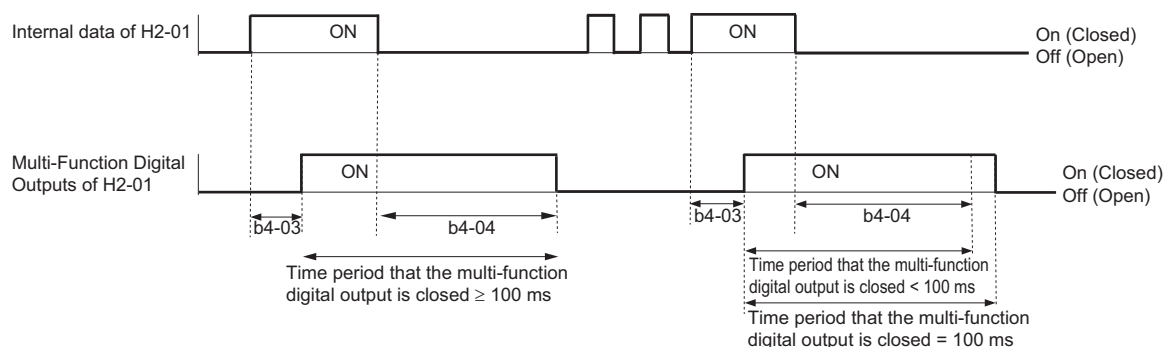 Internal data of H2-01
ON
ON
On (Closed)
Off (Open)
Multi-Function Digital
Outputs of H2-01
ON
ON
On (Closed)
Off (Open)
b4-03
b4-04
b4-03
b4-04
Time period that the multi-function
digital output is closed ≥ 100 ms
Time period that the multi-function
digital output is closed < 100 ms
Time period that the multi-function
digital output is closed = 100 ms